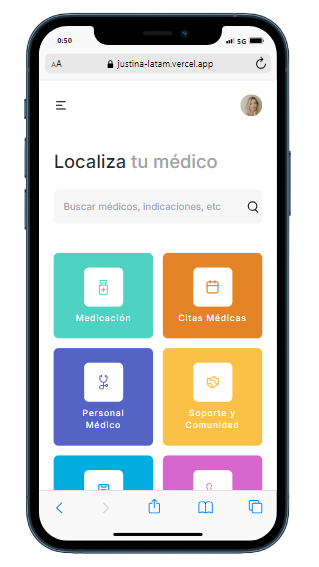 0:50
5G
AA
justina-latam.vercel.app
Localiza tu médico
Buscar médicos, indicaciones, etc
Medicación
Citas Médicas
Personal
Médico
Soporte y
Comunidad